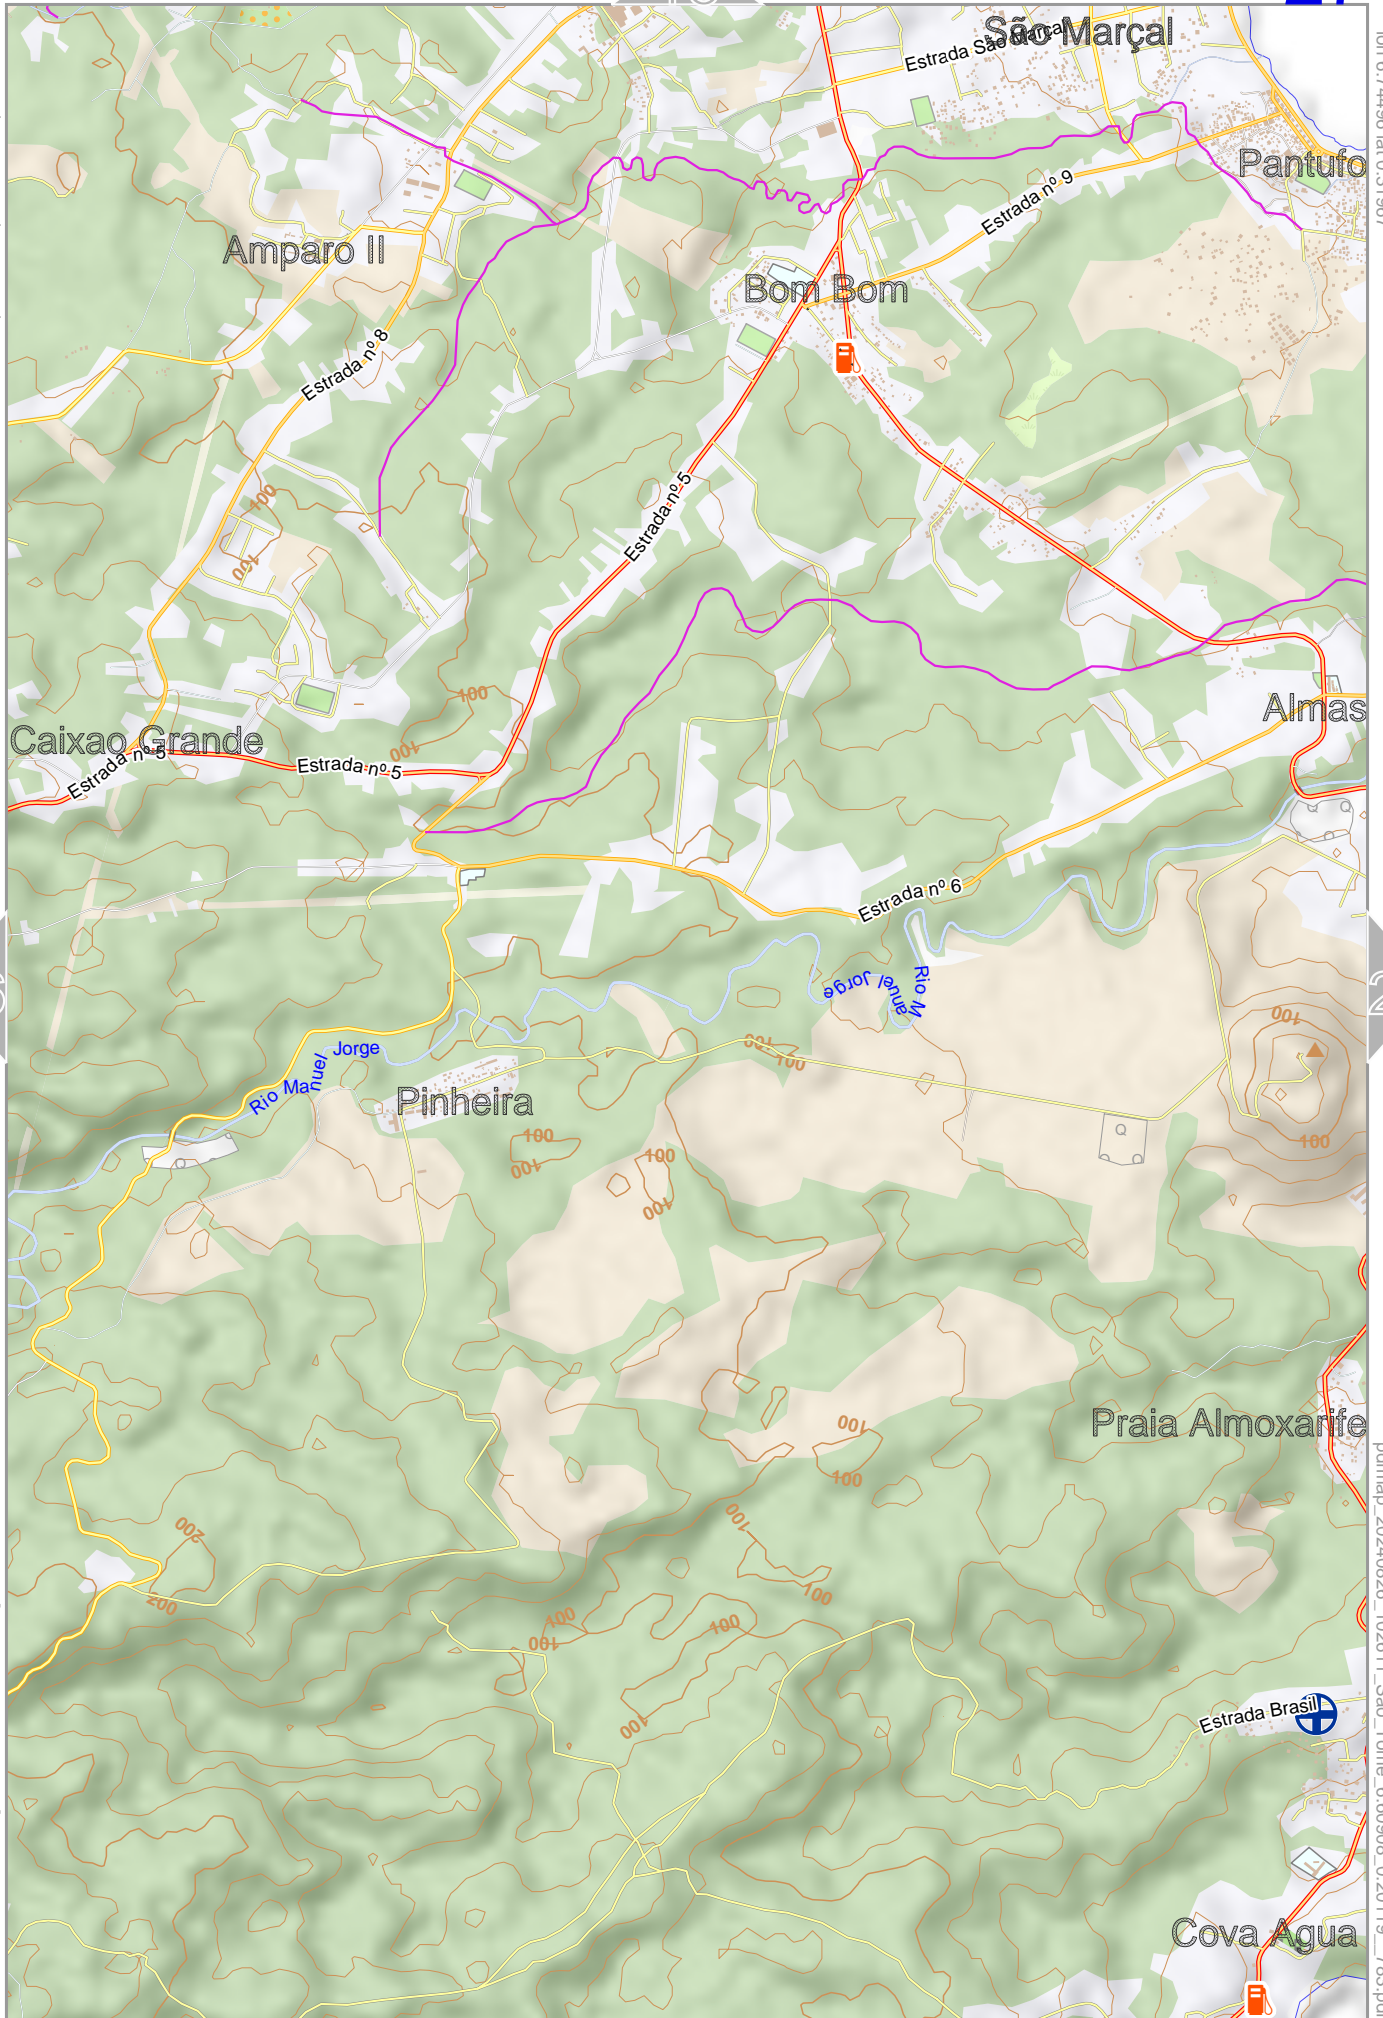 São Marçal
Estrada São Marçal
Pantufo
Estrada nº 9
Amparo II
Bom Bom
Estrada nº 8
100
100
Estrada nº 5
100
Almas
Caixao Grande
100
Estrada nº 5
Estrada nº 5
Estrada nº 6
Rio Manuel Jorge
2
100
Rio Manuel Jorge
100
100
Pinheira
100
100
100
100
100
Praia Almoxarife
100
100
200
100
200
100
100
100
100
100
Estrada Brasil
Cova Agua